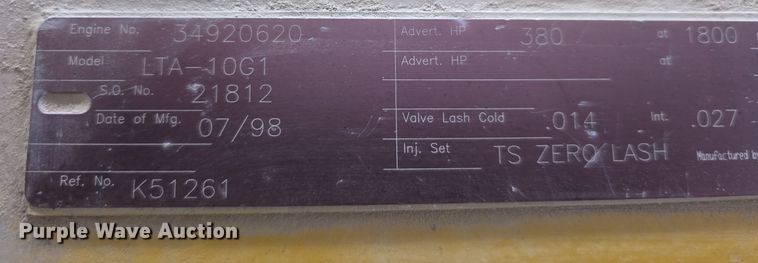 Engine No. 34920620
Model LTA-10G1
S.O. No. 21812
Date of Mfg. 07/98
Ref. No. K51261
Advert. HP 380 at 1800
Advert. HP at
Valve Lash Cold .014 Int. .027
Inj. Set TS ZERO LASH
Manufactured by
Purple Wave Auction